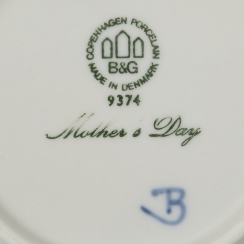 COPENHAGEN PORCELAIN
B&G
MADE IN DENMARK
9374
Mother's Day
B